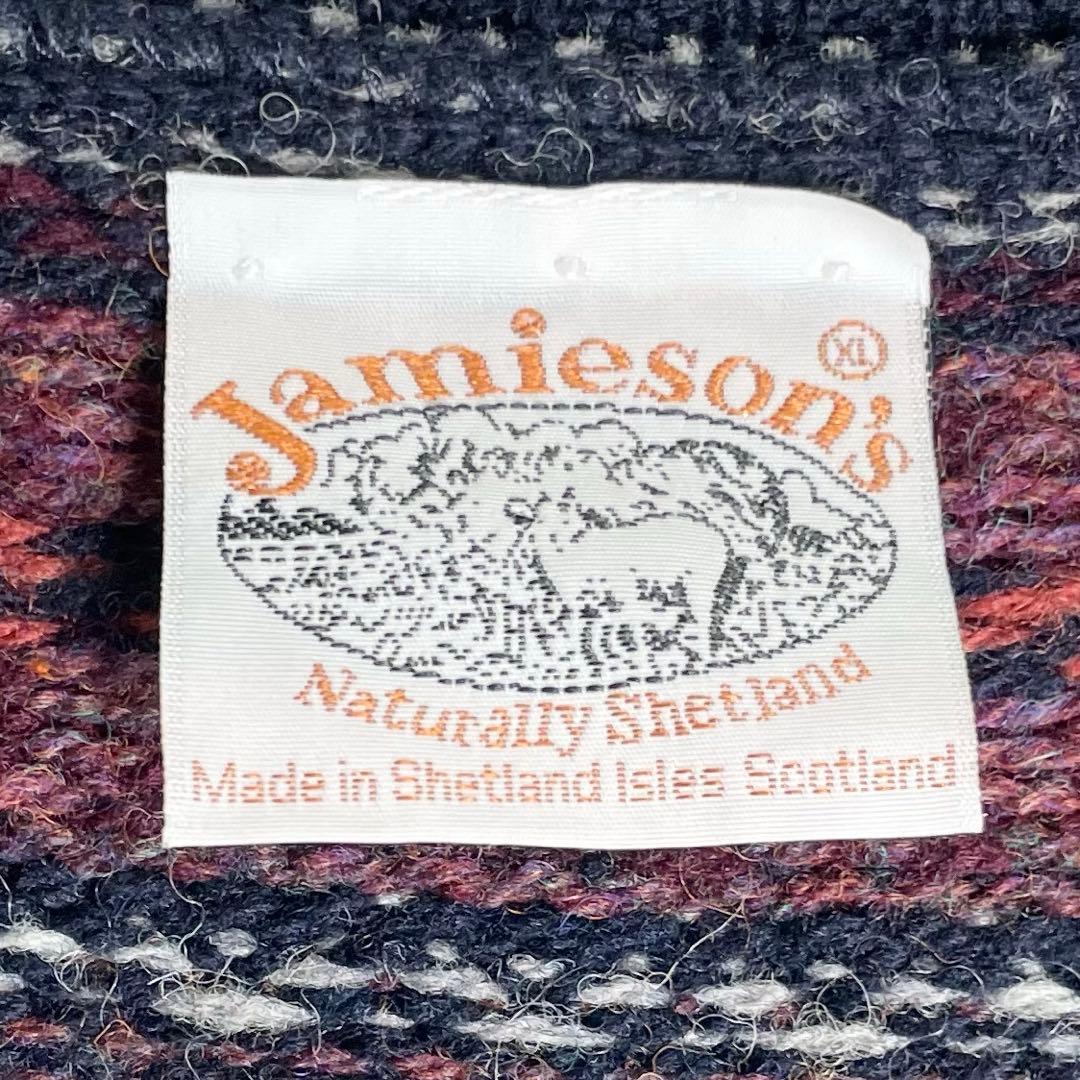 Jamieson's
XL
Naturally Shetland
Made in Shetland Isles Scotland